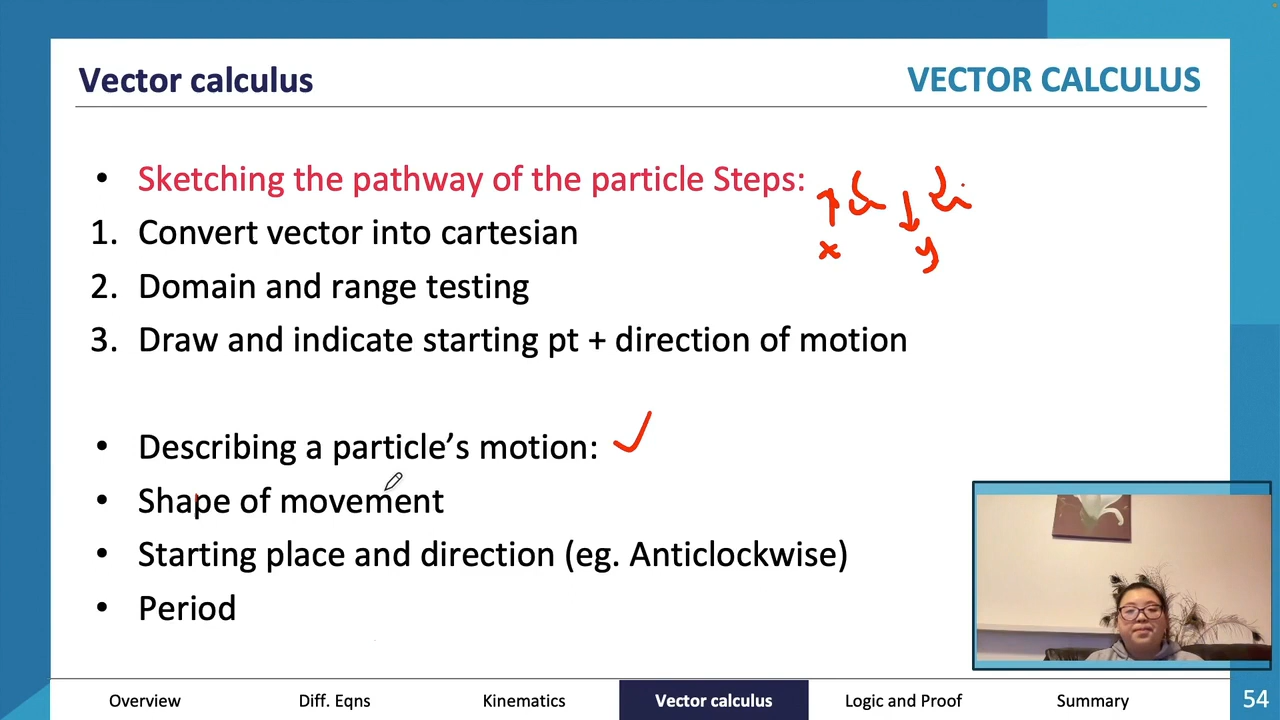 Vector calculus
VECTOR CALCULUS
• Sketching the pathway of the particle Steps:
x y
1. Convert vector into cartesian
2. Domain and range testing
3. Draw and indicate starting pt + direction of motion
• Describing a particle's motion:
• Shape of movement
• Starting place and direction (eg. Anticlockwise)
• Period
Overview Diff. Eqns Kinematics Vector calculus Logic and Proof Summary 54